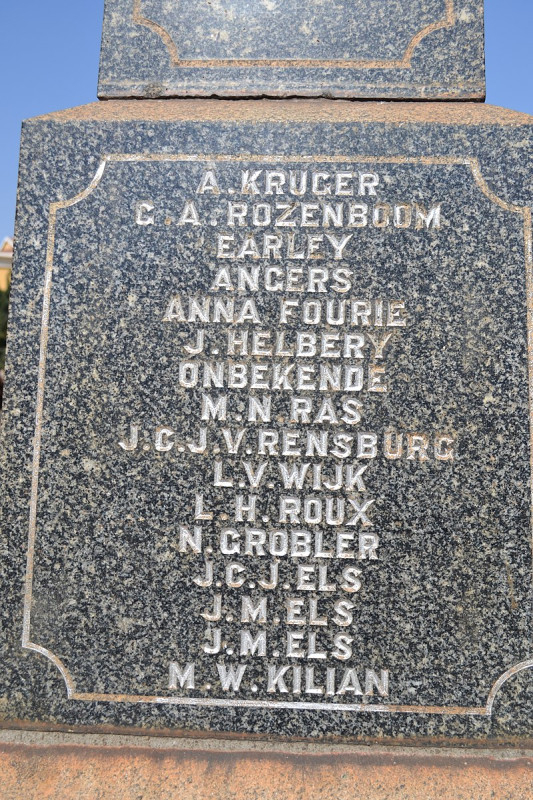 A. KRUGER
G. A. ROZENBOOM
EARLEY
ANGERS
ANNA FOURIE
J. HELBERY
ONBEKENDE
M. N. RAS
J.C.J.V. RENSBURG
L.V. WIJK
L. H. ROUX
N. GROBLER
J.C.J. ELS
J.M. ELS
J.M. ELS
M.W. KILIAN